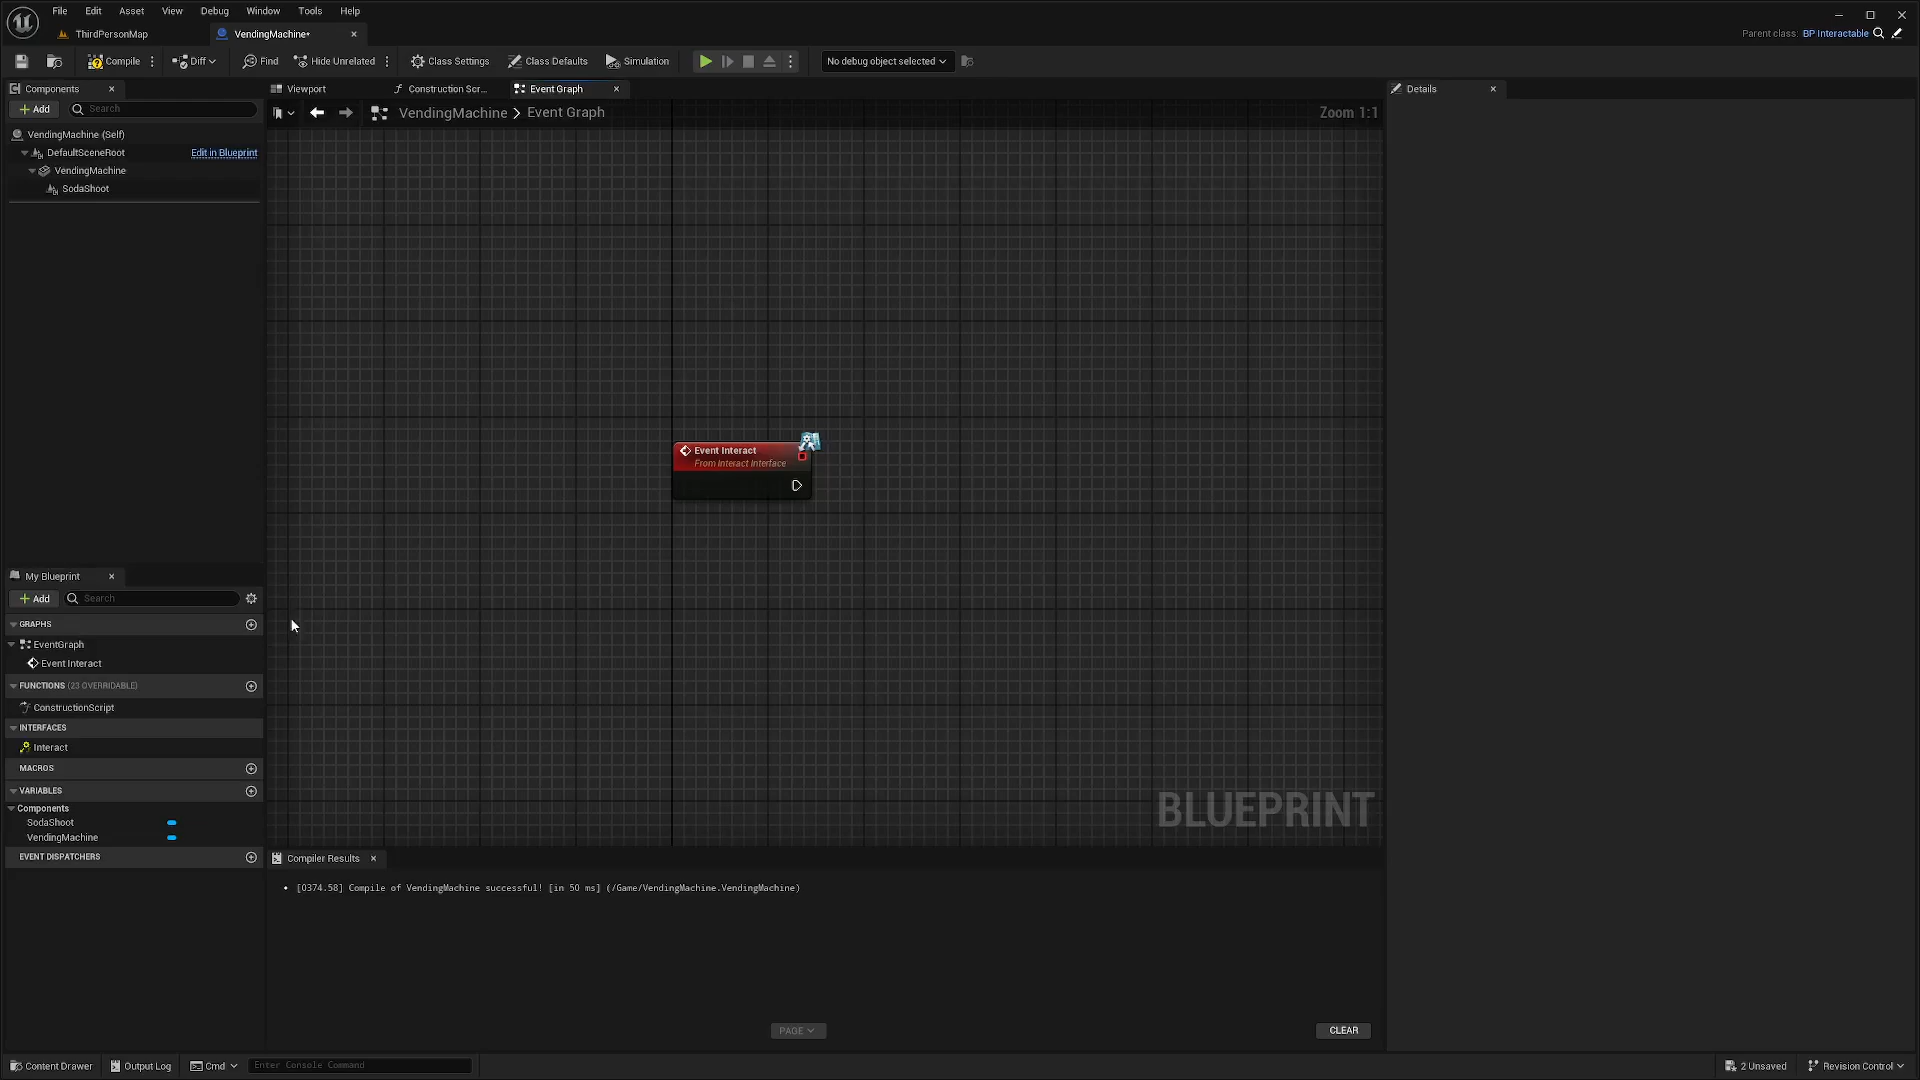 File Edit Asset View Debug Window Tools Help
ThirdPersonMap
VendingMachine*
Parent class: BP Interactable
Compile
Diff
Find
Hide Unrelated
Class Settings
Class Defaults
Simulation
No debug object selected
Components
Viewport
Construction Scr...
Event Graph
Details
Add
Search
VendingMachine > Event Graph
Zoom 1:1
VendingMachine (Self)
DefaultSceneRoot
Edit in Blueprint
VendingMachine
SodaShoot
Event Interact
From Interact Interface
My Blueprint
Add
Search
GRAPHS
EventGraph
Event Interact
FUNCTIONS (23 OVERRIDABLE)
ConstructionScript
INTERFACES
Interact
MACROS
VARIABLES
Components
SodaShoot
VendingMachine
EVENT DISPATCHERS
BLUEPRINT
Compiler Results
• [0374.58] Compile of VendingMachine successful! [in 50 ms] (/Game/VendingMachine.VendingMachine)
PAGE
CLEAR
Content Drawer
Output Log
Cmd
Enter Console Command
2 Unsaved
Revision Control